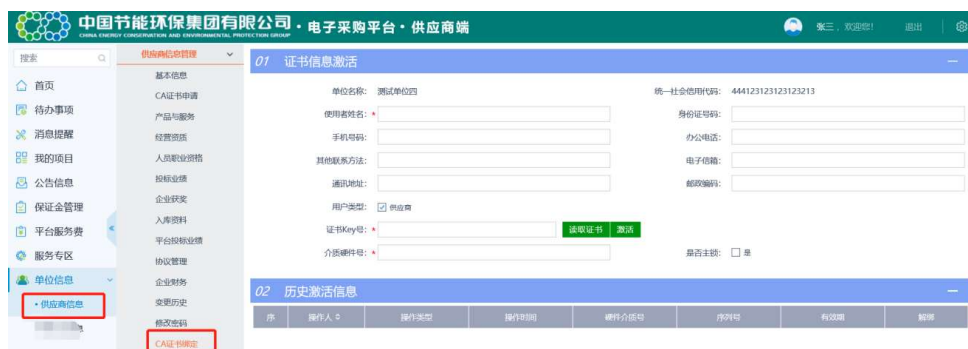 中国节能环保集团有限公司·电子采购平台·供应商端
CHINA ENERGY CONSERVATION AND ENVIRONMENTAL PROTECTION GROUP
张三，欢迎您！ 退出
搜索
首页
待办事项
消息提醒
我的项目
公告信息
保证金管理
平台服务费
服务专区
单位信息
·供应商信息
供应商信息管理
基本信息
CA证书申请
产品与服务
经营资质
人员职业资格
投标业绩
企业获奖
入库资料
平台投标业绩
协议管理
企业财务
变更历史
修改密码
CA证书绑定
01 证书信息激活
单位名称： 测试单位四 统一社会信用代码： 444123123123123213
使用者姓名：* 身份证号码：
手机号码： 办公电话：
其他联系方法： 电子信箱：
通讯地址： 邮政编码：
用户类型： 供应商
证书Key号：* 读取证书 激活
介质硬件号：* 是否主锁： 是
02 历史激活信息
序 操作人 操作类型 操作时间 硬件介质号 序列号 有效期 解绑